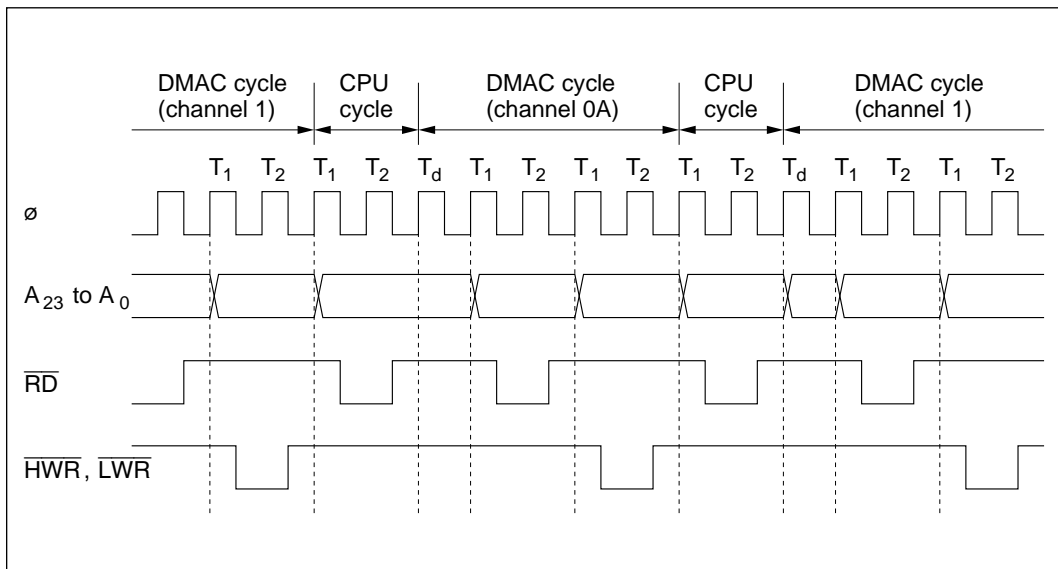 DMAC cycle CPU DMAC cycle CPU DMAC cycle
(channel 1) cycle (channel 0A) cycle (channel 1)
T1 T2 T1 T2 Td T1 T2 T1 T2 T1 T2 Td T1 T2 T1 T2
ø
A23 to A0
RD
HWR, LWR